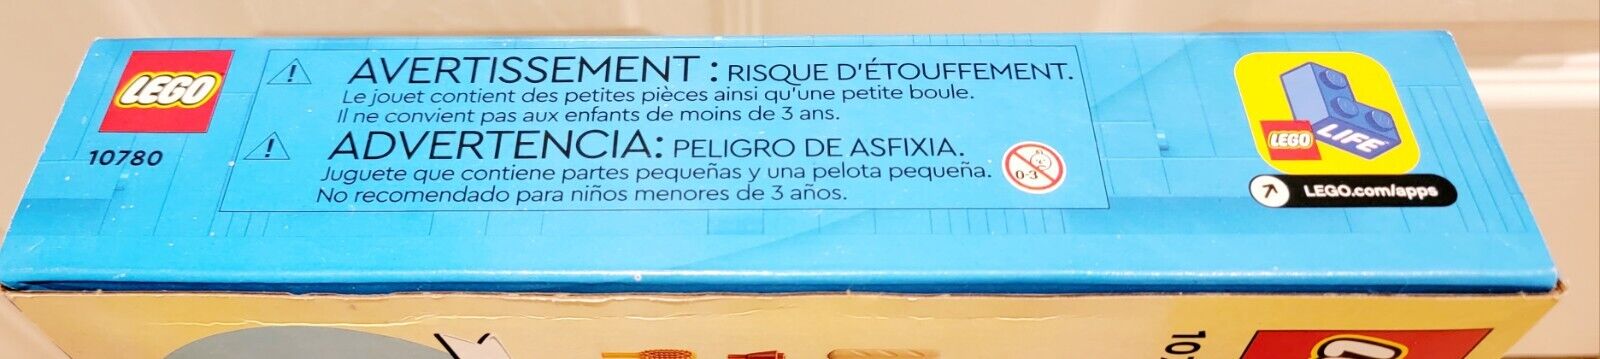 LEGO
10780
AVERTISSEMENT : RISQUE D'ÉTOUFFEMENT.
Le jouet contient des petites pièces ainsi qu'une petite boule.
Il ne convient pas aux enfants de moins de 3 ans.
ADVERTENCIA: PELIGRO DE ASFIXIA.
Juguete que contiene partes pequeñas y una pelota pequeña.
No recomendado para niños menores de 3 años.
0-3
LEGO
LIFE
LEGO.com/apps